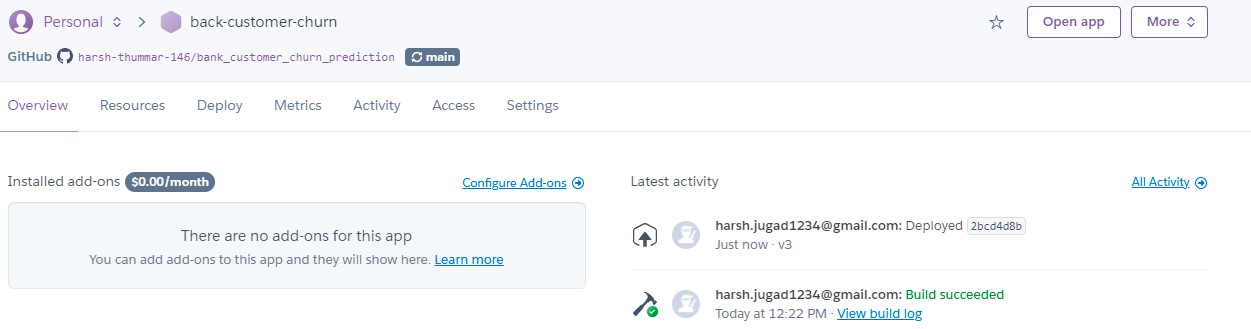 Personal back-customer-churn Open app More
GitHub harsh-thummar-146/bank_customer_churn_prediction main
Overview Resources Deploy Metrics Activity Access Settings
Installed add-ons $0.00/month Configure Add-ons
There are no add-ons for this app
You can add add-ons to this app and they will show here. Learn more
Latest activity All Activity
harsh.jugad1234@gmail.com: Deployed 2bcd4d8b
Just now · v3
harsh.jugad1234@gmail.com: Build succeeded
Today at 12:22 PM · View build log